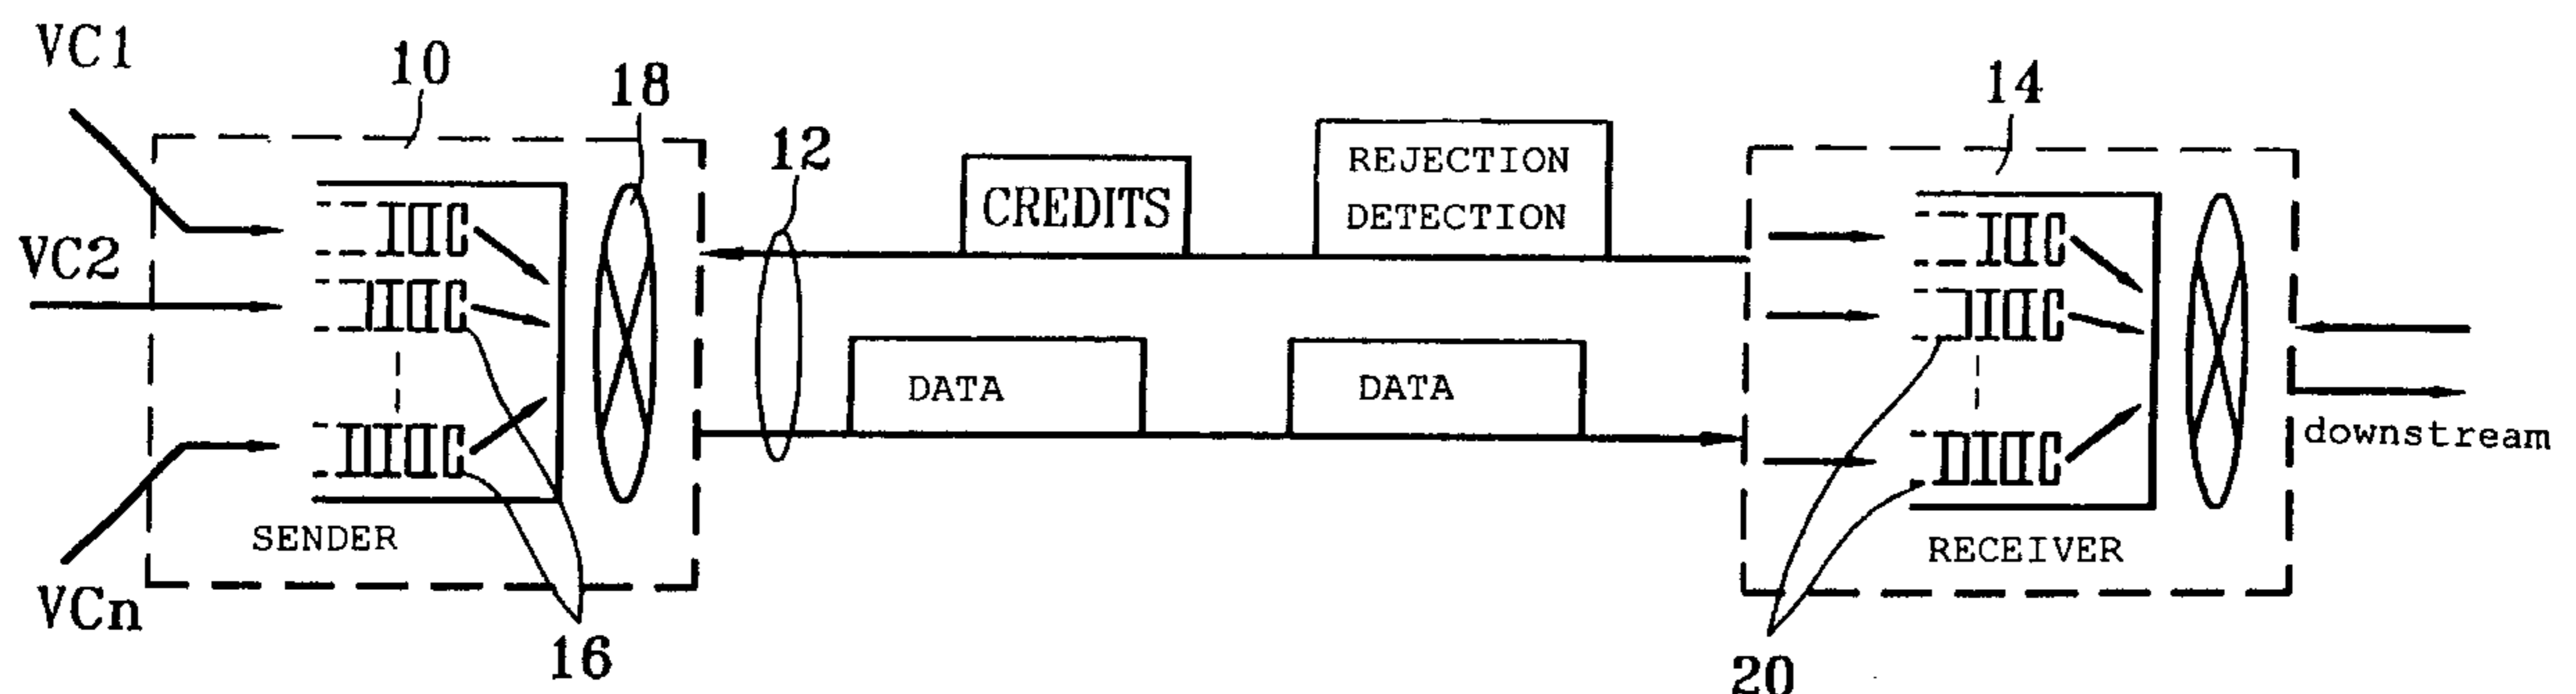 VC1
10
18
12
14
VC2
CREDITS
REJECTION
DETECTION
DATA
DATA
downstream
SENDER
RECEIVER
VCn
16
20